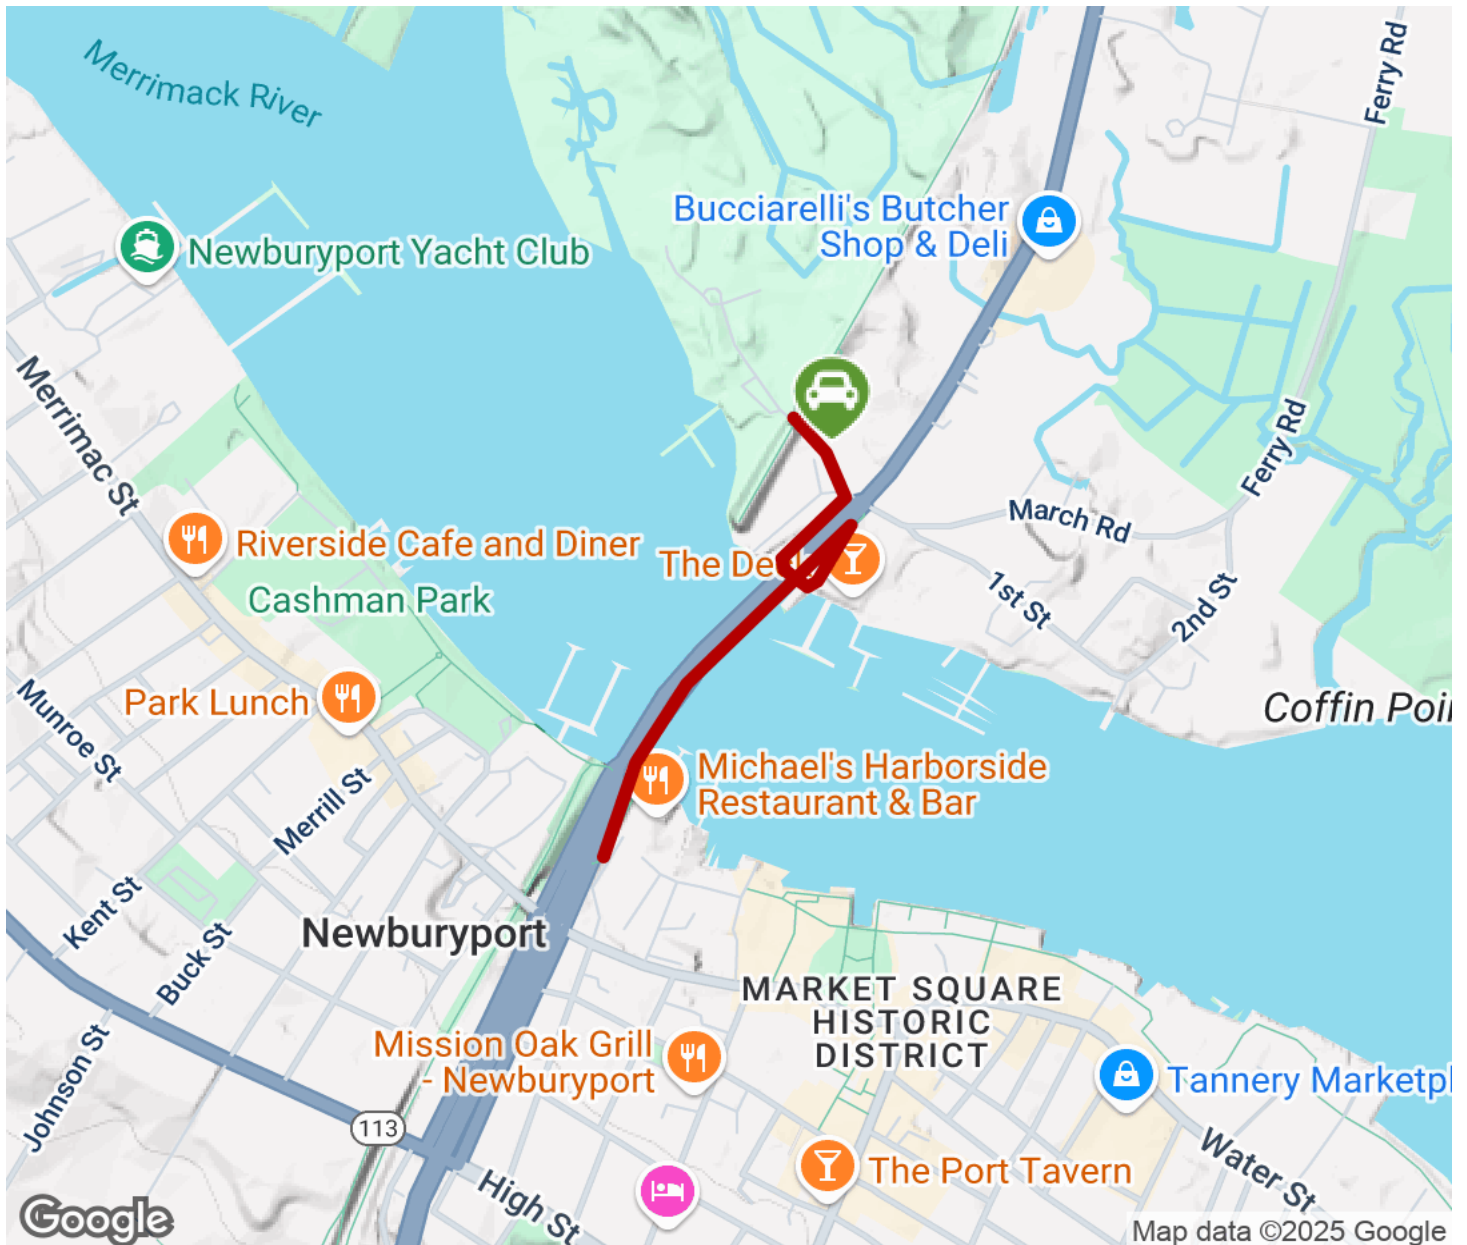 Merrimack River
Ferry Rd
Bucciarelli's Butcher
Shop & Deli
Newburyport Yacht Club
Merrimac St
Ferry Rd
March Rd
Riverside Cafe and Diner
The De
Cashman Park
1st St
2nd St
Park Lunch
Munroe St
Coffin Poi
Michael's Harborside
Restaurant & Bar
Merrill St
Kent St
Newburyport
Buck St
MARKET SQUARE
HISTORIC
DISTRICT
Mission Oak Grill
- Newburyport
Johnson St
Tannery Marketpl
113
Water St
The Port Tavern
High St
Google
Map data ©2025 Google